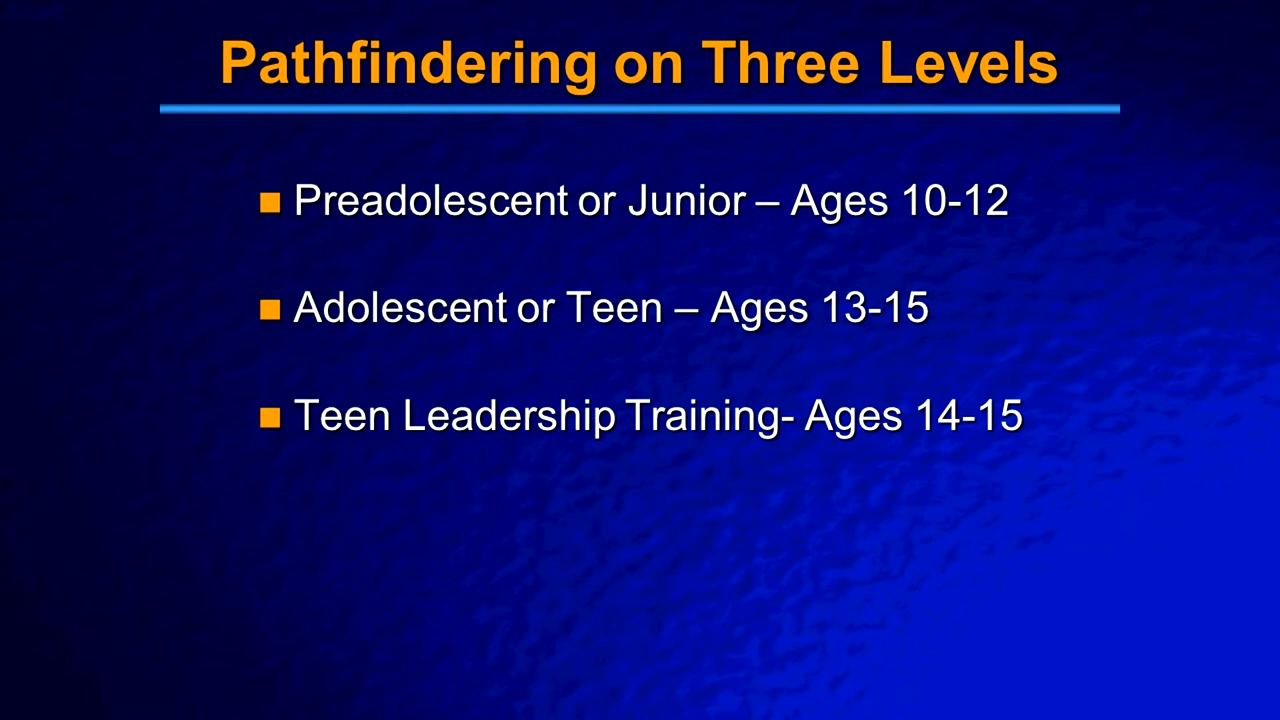 Pathfindering on Three Levels
Preadolescent or Junior – Ages 10-12
Adolescent or Teen – Ages 13-15
Teen Leadership Training- Ages 14-15